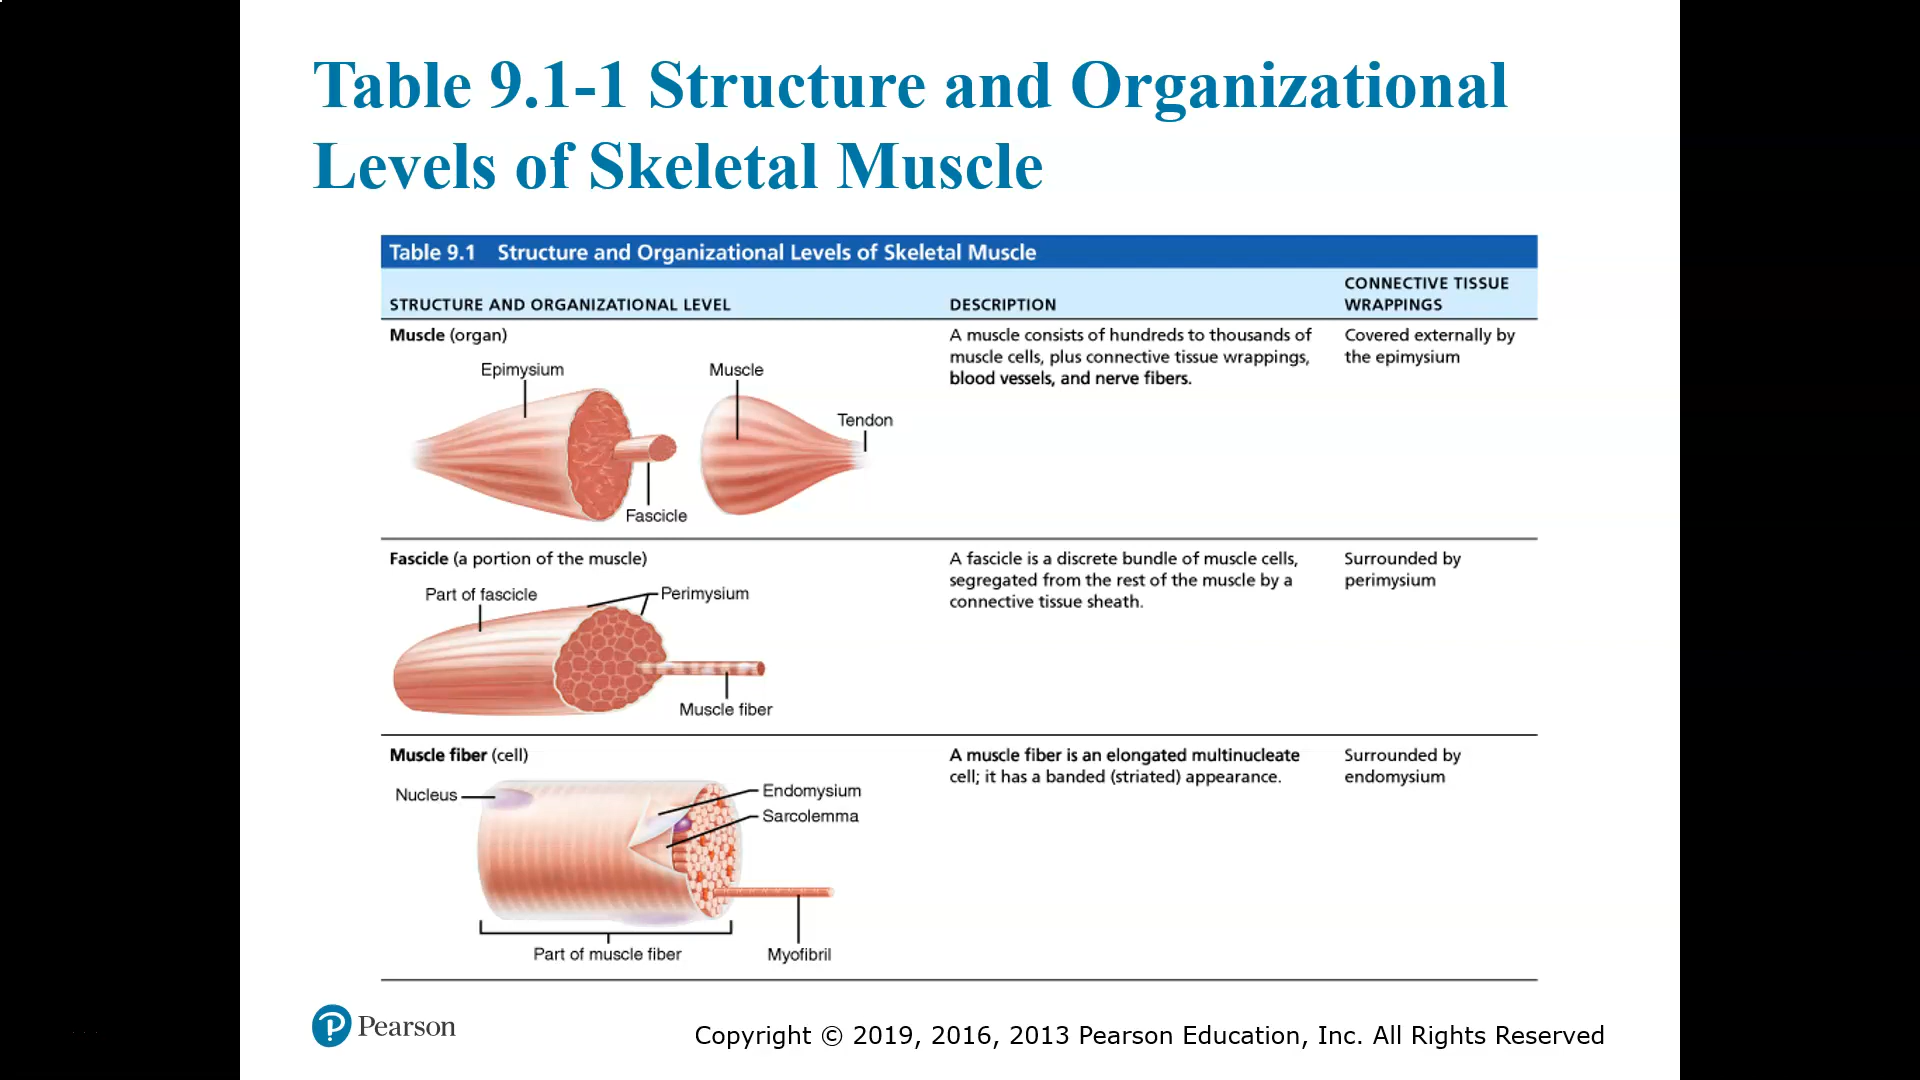 Table 9.1-1 Structure and Organizational
Levels of Skeletal Muscle
Table 9.1 Structure and Organizational Levels of Skeletal Muscle
STRUCTURE AND ORGANIZATIONAL LEVEL
DESCRIPTION
CONNECTIVE TISSUE
WRAPPINGS
Muscle (organ)
Epimysium
Muscle
Tendon
Fascicle
A muscle consists of hundreds to thousands of
muscle cells, plus connective tissue wrappings,
blood vessels, and nerve fibers.
Covered externally by
the epimysium
Fascicle (a portion of the muscle)
Part of fascicle
Perimysium
Muscle fiber
A fascicle is a discrete bundle of muscle cells,
segregated from the rest of the muscle by a
connective tissue sheath.
Surrounded by
perimysium
Muscle fiber (cell)
Nucleus
Endomysium
Sarcolemma
Part of muscle fiber
Myofibril
A muscle fiber is an elongated multinucleate
cell; it has a banded (striated) appearance.
Surrounded by
endomysium
Pearson
Copyright © 2019, 2016, 2013 Pearson Education, Inc. All Rights Reserved